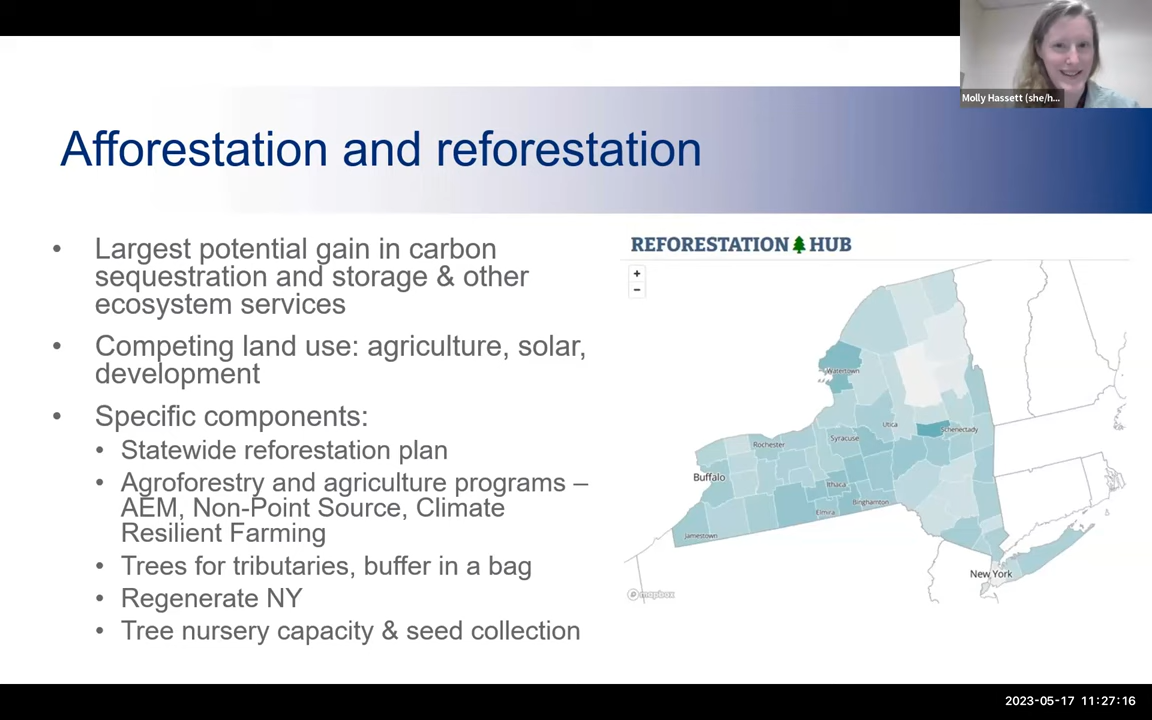 Molly Hassett (she/h...
Afforestation and reforestation
• Largest potential gain in carbon
sequestration and storage & other
ecosystem services
• Competing land use: agriculture, solar,
development
• Specific components:
• Statewide reforestation plan
• Agroforestry and agriculture programs –
AEM, Non-Point Source, Climate
Resilient Farming
• Trees for tributaries, buffer in a bag
• Regenerate NY
• Tree nursery capacity & seed collection
REFORESTATION HUB
+
−
Watertown
Utica
Schenectady
Rochester
Syracuse
Buffalo
Ithaca
Binghamton
Elmira
Jamestown
New York
mapbox
2023-05-17 11:27:16